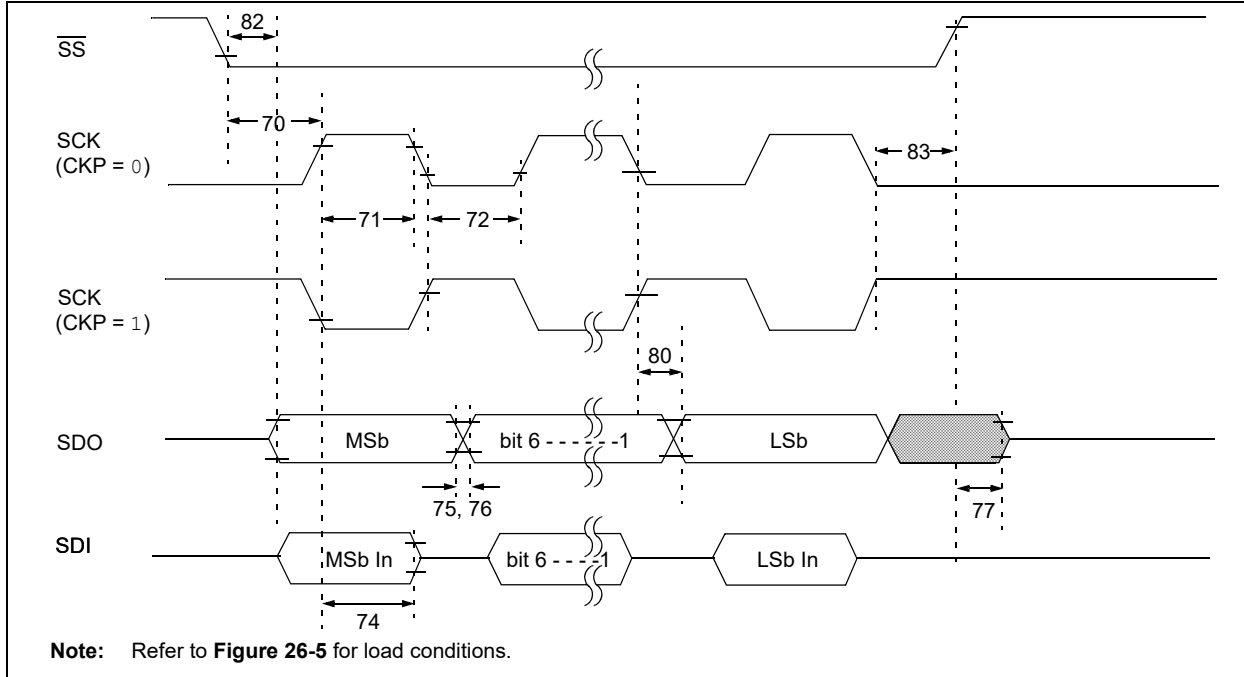 82
SS
70
SCK
(CKP = 0)
83
71
72
SCK
(CKP = 1)
80
SDO
MSb
bit 6 - - - - - -1
LSb
75, 76
77
SDI
MSb In
bit 6 - - - -1
LSb In
74
Note: Refer to Figure 26-5 for load conditions.